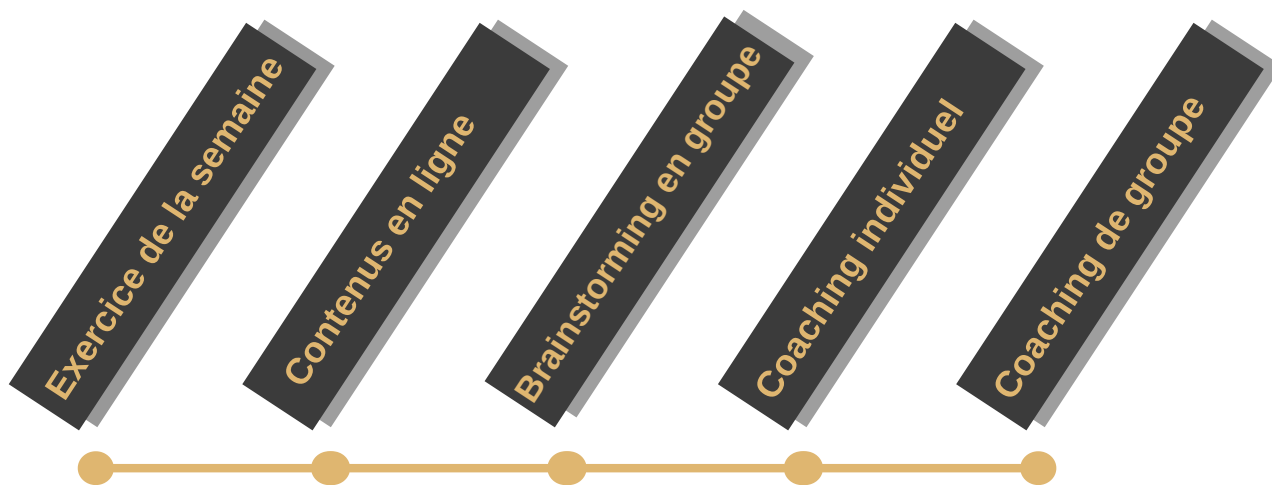 Exercice de la semaine
Contenus en ligne
Brainstorming en groupe
Coaching individuel
Coaching de groupe